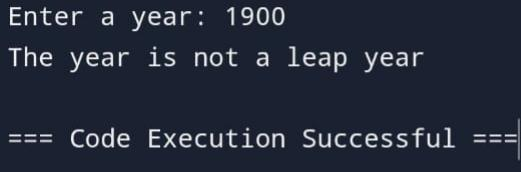 Enter a year: 1900
The year is not a leap year
=== Code Execution Successful ===